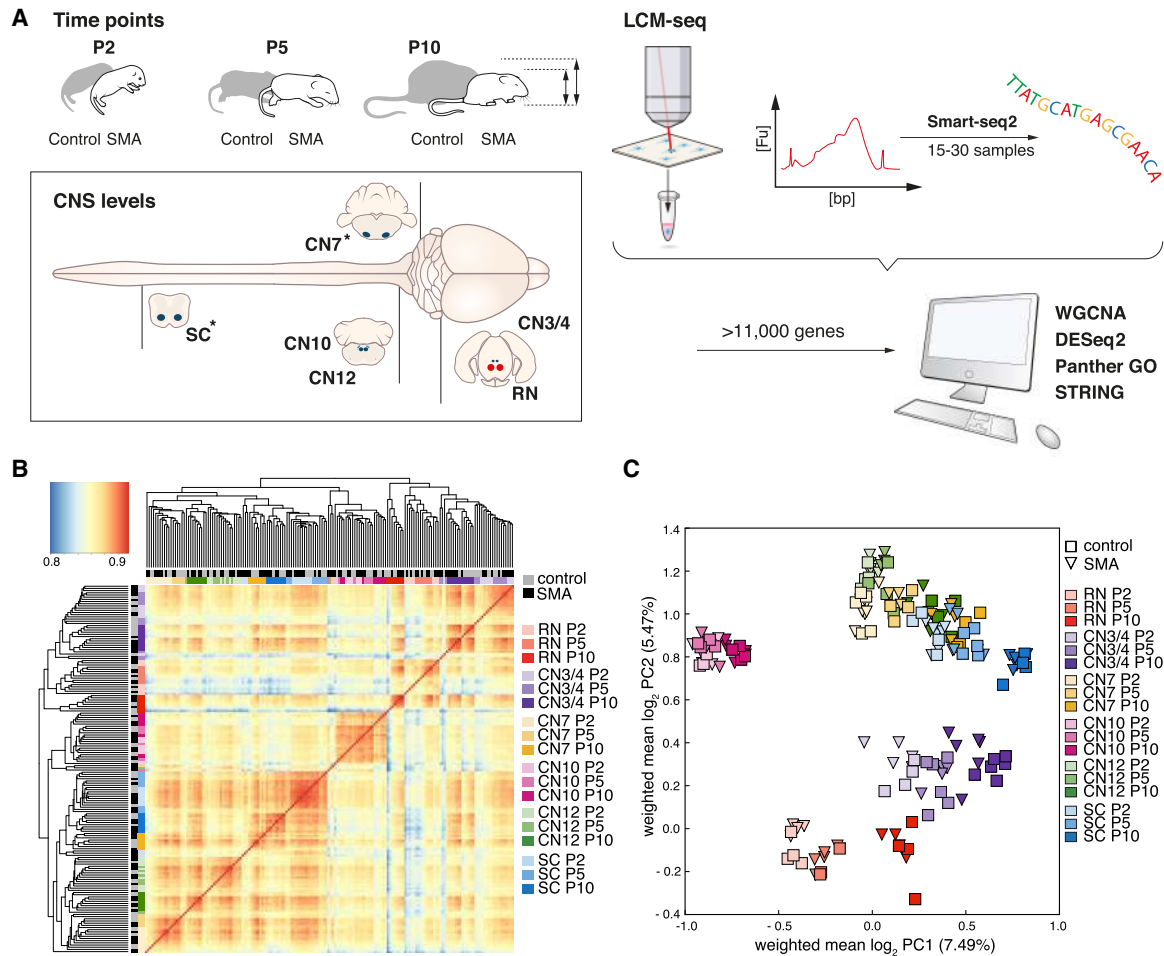 A
Time points
P2
P5
P10
Control SMA
Control SMA
Control SMA
CNS levels
CN7*
SC*
CN10
CN12
CN3/4
RN
LCM-seq
[Fu]
[bp]
Smart-seq2
15-30 samples
TTATGCATGAGCGAACA
>11,000 genes
WGCNA
DESeq2
Panther GO
STRING
B
0.8 0.9
control
SMA
RN P2
RN P5
RN P10
CN3/4 P2
CN3/4 P5
CN3/4 P10
CN7 P2
CN7 P5
CN7 P10
CN10 P2
CN10 P5
CN10 P10
CN12 P2
CN12 P5
CN12 P10
SC P2
SC P5
SC P10
C
weighted mean log2 PC2 (5.47%)
1.4
1.2
1.0
0.8
0.6
0.4
0.2
0.0
- 0.2
- 0.4
-1.0 -0.5 0.0 0.5 1.0
weighted mean log2 PC1 (7.49%)
control
SMA
RN P2
RN P5
RN P10
CN3/4 P2
CN3/4 P5
CN3/4 P10
CN7 P2
CN7 P5
CN7 P10
CN10 P2
CN10 P5
CN10 P10
CN12 P2
CN12 P5
CN12 P10
SC P2
SC P5
SC P10